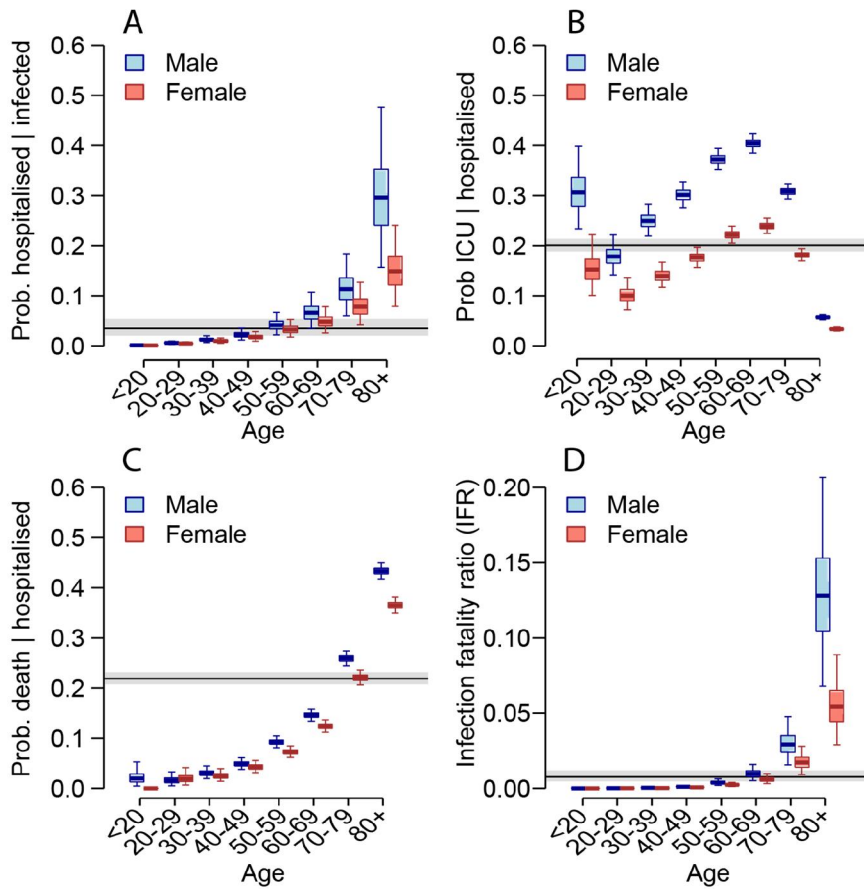 A
Prob. hospitalised | infected
0.6
0.5
0.4
0.3
0.2
0.1
0.0
Male
Female
<20
20-29
30-39
40-49
50-59
60-69
70-79
80+
Age
B
Prob ICU | hospitalised
0.6
0.5
0.4
0.3
0.2
0.1
0.0
Male
Female
<20
20-29
30-39
40-49
50-59
60-69
70-79
80+
Age
C
Prob. death | hospitalised
0.6
0.5
0.4
0.3
0.2
0.1
0.0
Male
Female
<20
20-29
30-39
40-49
50-59
60-69
70-79
80+
Age
D
Infection fatality ratio (IFR)
0.20
0.15
0.10
0.05
0.00
Male
Female
<20
20-29
30-39
40-49
50-59
60-69
70-79
80+
Age